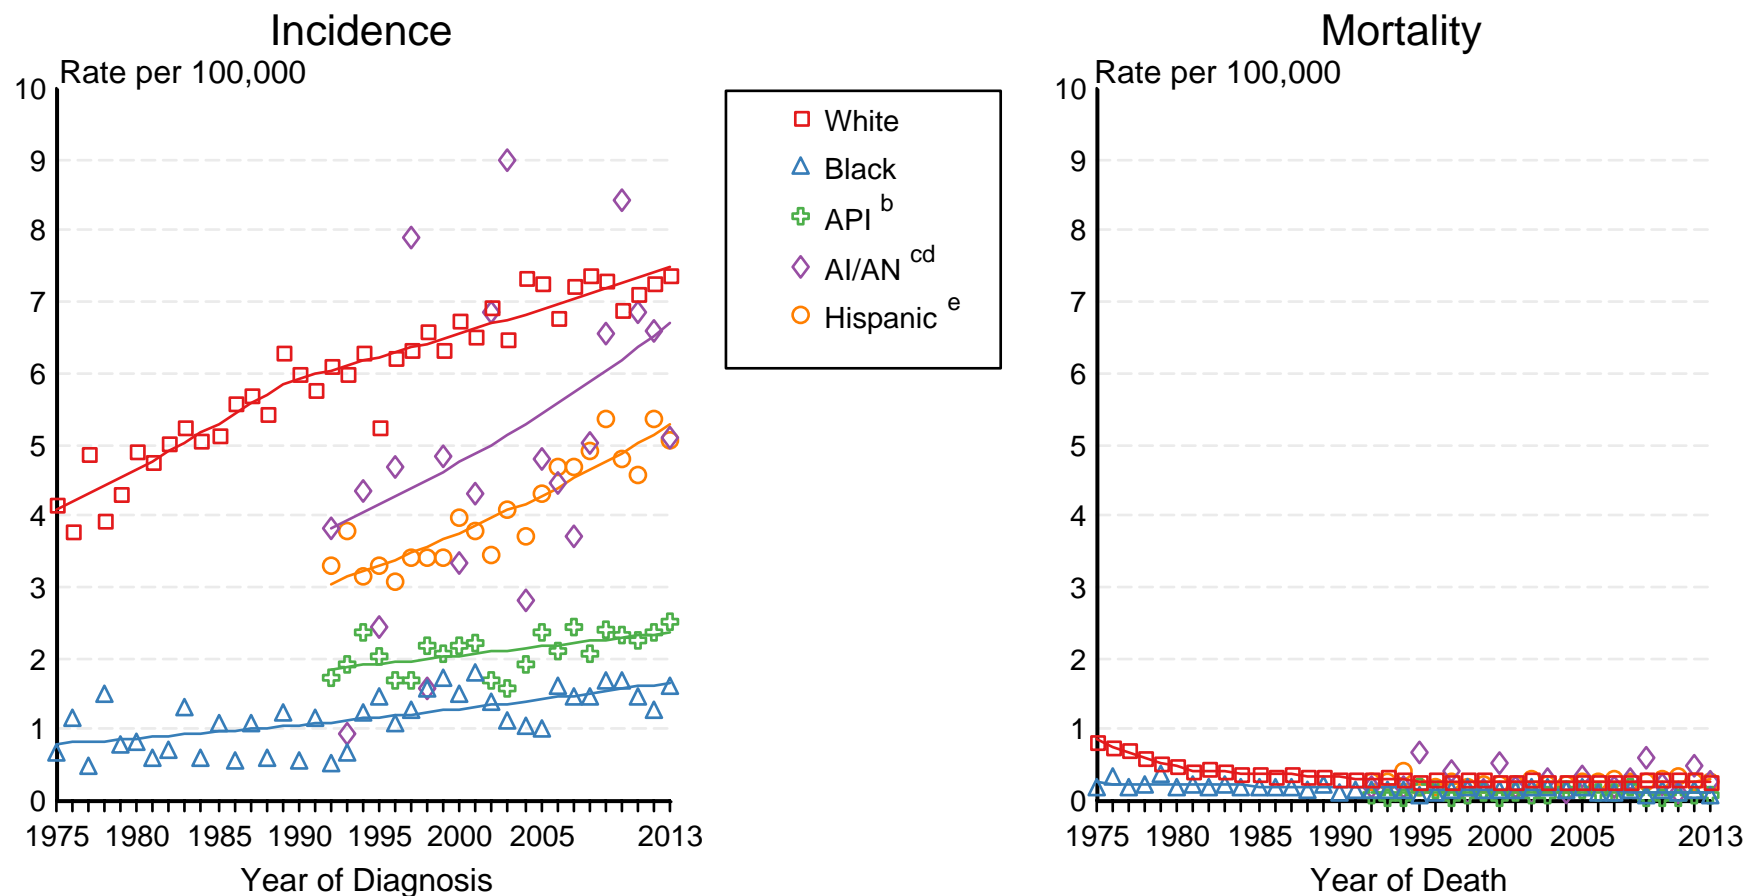 Incidence
Rate per 100,000
10
9
8
7
6
5
4
3
2
1
0
1975 1980 1985 1990 1995 2000 2005 2013
Year of Diagnosis
White
Black
API b
AI/AN cd
Hispanic e
Mortality
Rate per 100,000
10
9
8
7
6
5
4
3
2
1
0
1975 1980 1985 1990 1995 2000 2005 2013
Year of Death